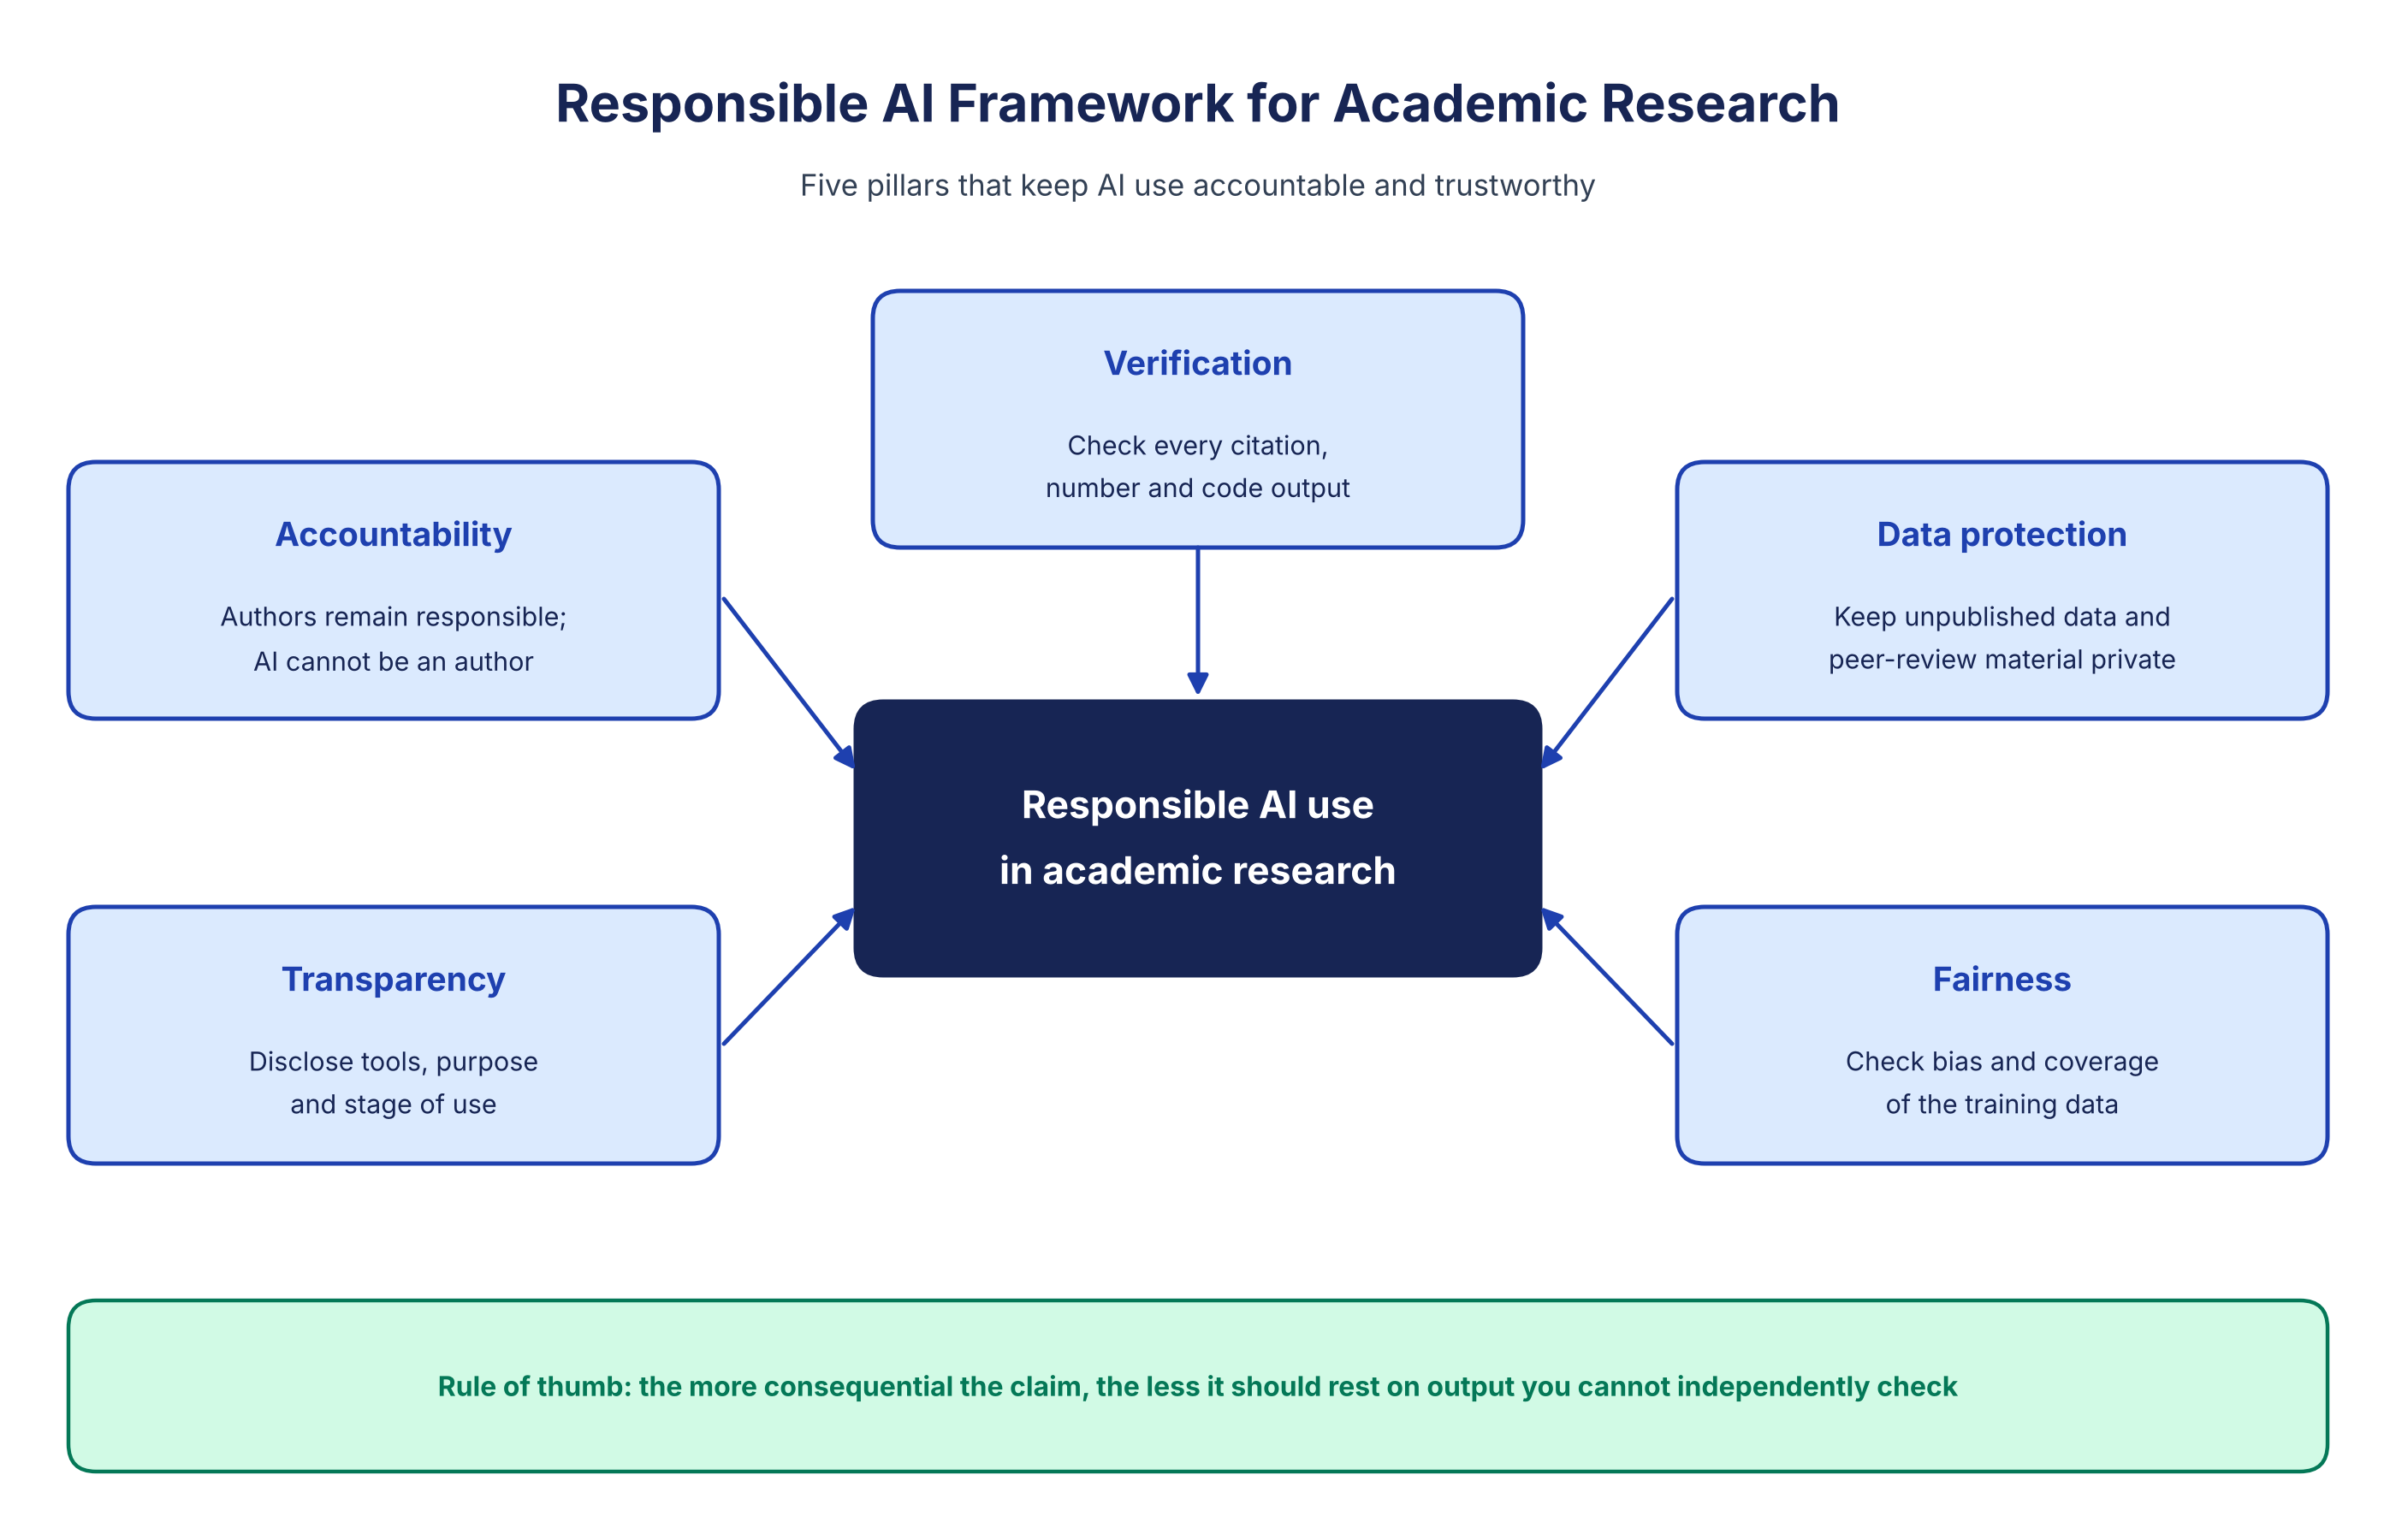 Responsible AI Framework for Academic Research
Five pillars that keep AI use accountable and trustworthy
Verification
Check every citation,
number and code output
Accountability
Authors remain responsible;
AI cannot be an author
Data protection
Keep unpublished data and
peer-review material private
Responsible AI use
in academic research
Transparency
Disclose tools, purpose
and stage of use
Fairness
Check bias and coverage
of the training data
Rule of thumb: the more consequential the claim, the less it should rest on output you cannot independently check